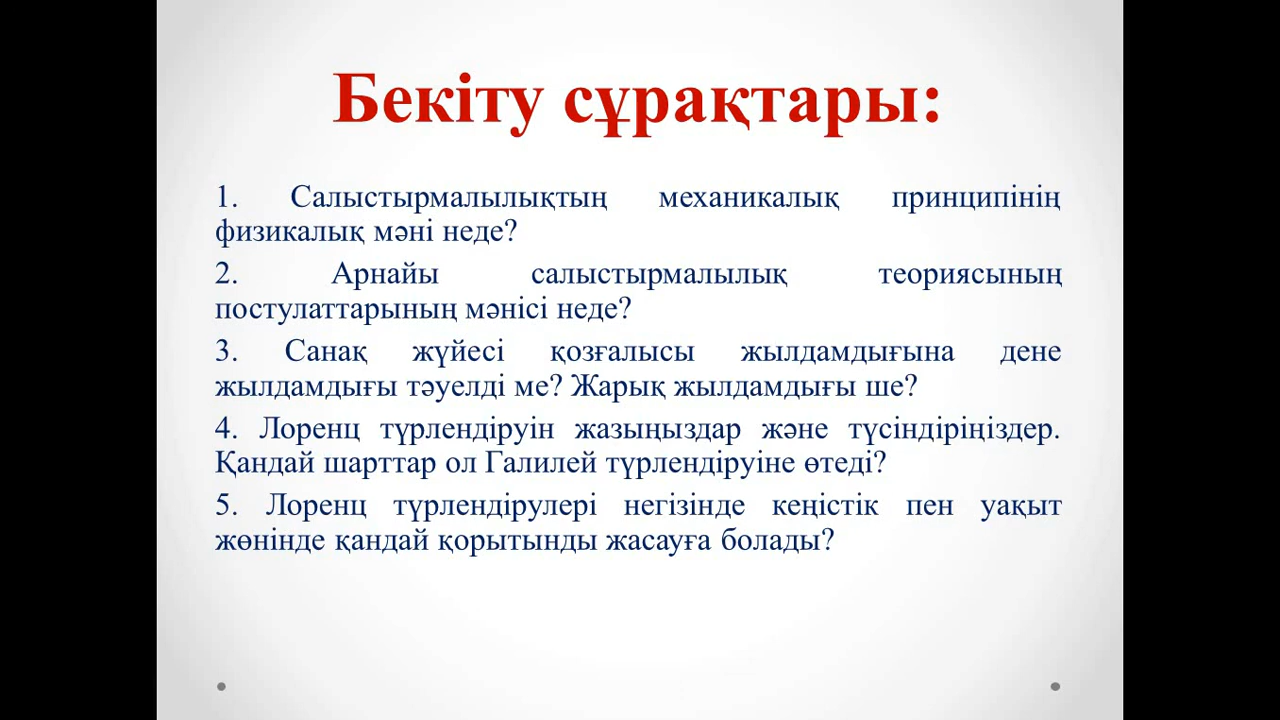 Бекіту сұрақтары:
1. Салыстырмалылықтың механикалық принципінің
физикалық мәні неде?
2. Арнайы салыстырмалылық теориясының
постулаттарының мәнісі неде?
3. Санақ жүйесі қозғалысы жылдамдығына дене
жылдамдығы тәуелді ме? Жарық жылдамдығы ше?
4. Лоренц түрлендіруін жазыңыздар және түсіндіріңіздер.
Қандай шарттар ол Галилей түрлендіруіне өтеді?
5. Лоренц түрлендірулері негізінде кеңістік пен уақыт
жөнінде қандай қорытынды жасауға болады?